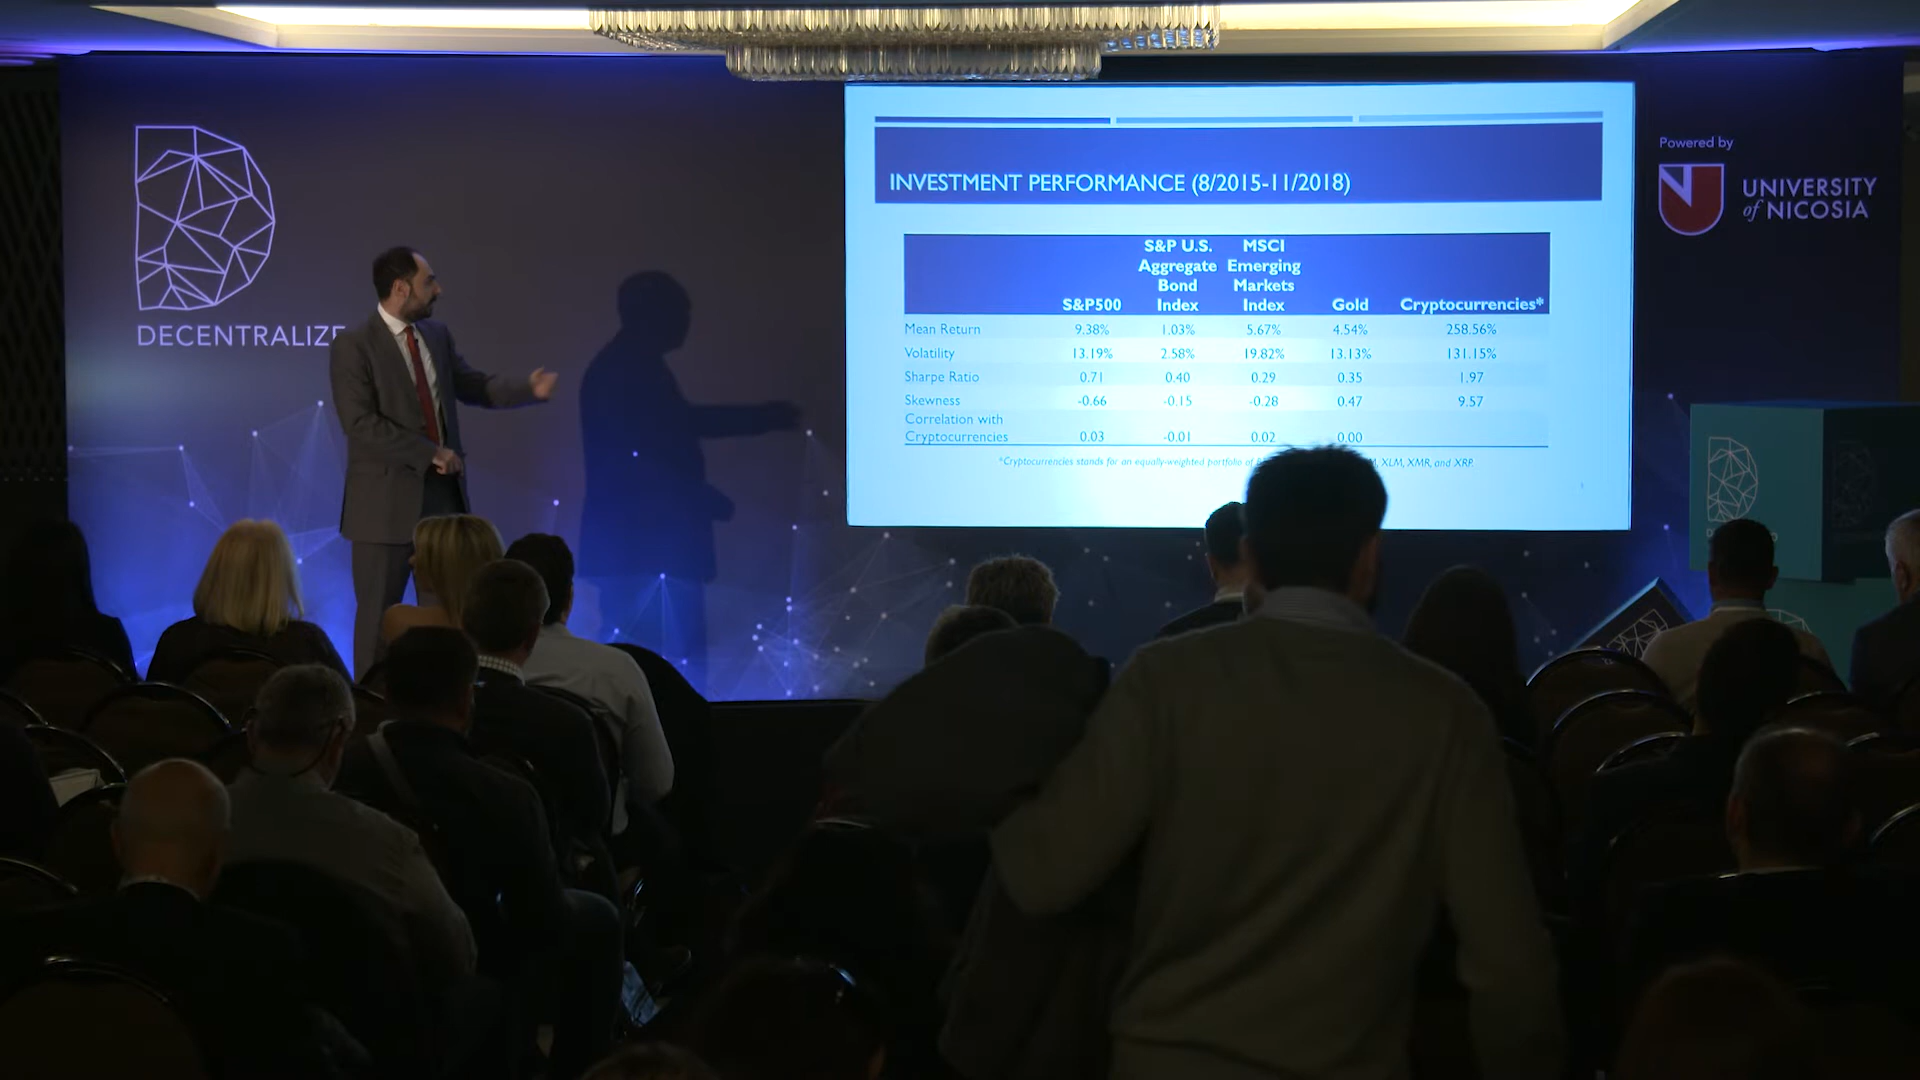 DECENTRALIZE
INVESTMENT PERFORMANCE (8/2015-11/2018)
S&P500 S&P U.S. Aggregate Bond Index MSCI Emerging Markets Index Gold Cryptocurrencies*
Mean Return 9.38% 1.03% 5.67% 4.54% 258.56%
Volatility 13.19% 2.58% 19.82% 13.13% 131.15%
Sharpe Ratio 0.71 0.40 0.29 0.35 1.97
Skewness -0.66 -0.15 -0.28 0.47 9.57
Correlation with
Cryptocurrencies 0.03 -0.01 0.02 0.00
*Cryptocurrencies stands for an equally-weighted portfolio of XLM, XMR, and XRP.
Powered by
UNIVERSITY
of NICOSIA